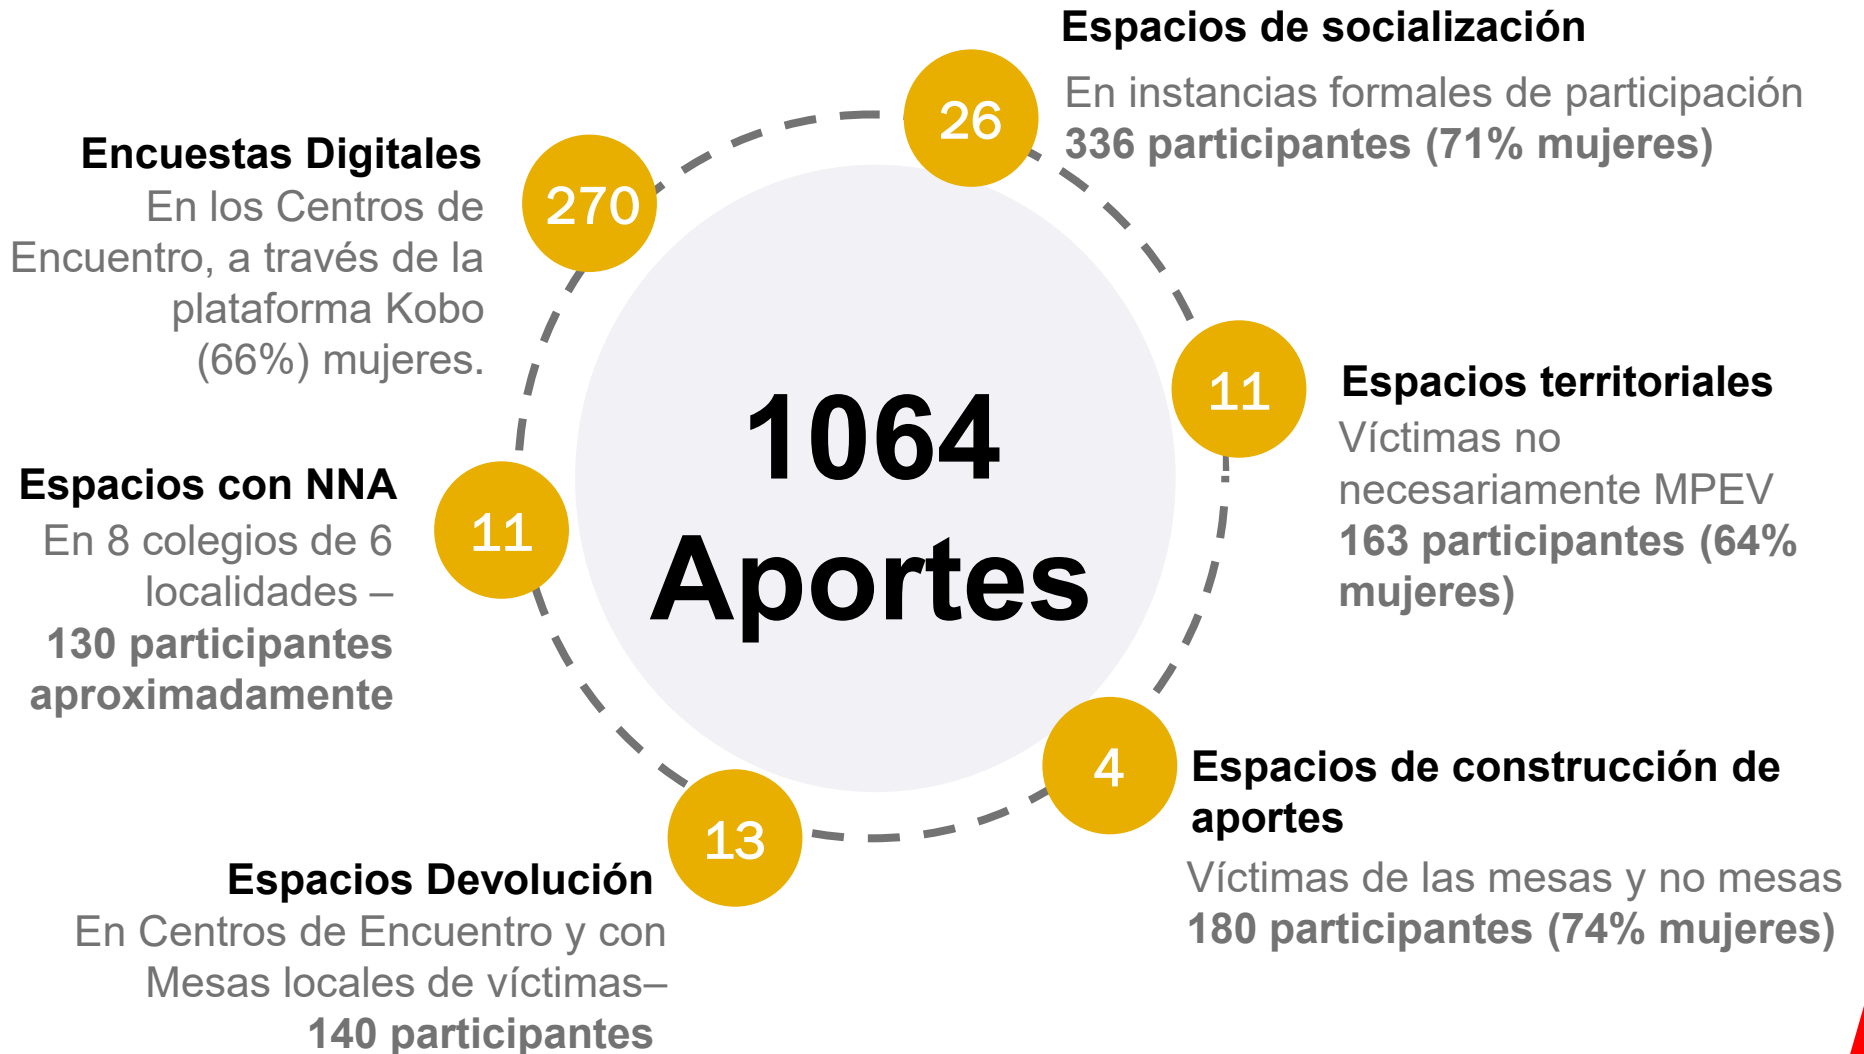 Espacios de socialización
26
En instancias formales de participación
336 participantes (71% mujeres)
Encuestas Digitales
270
En los Centros de
Encuentro, a través de la
plataforma Kobo
(66%) mujeres.
11
Espacios territoriales
Víctimas no
necesariamente MPEV
163 participantes (64%
mujeres)
1064
Aportes
Espacios con NNA
11
En 8 colegios de 6
localidades –
130 participantes
aproximadamente
4
Espacios de construcción de
aportes
Víctimas de las mesas y no mesas
180 participantes (74% mujeres)
13
Espacios Devolución
En Centros de Encuentro y con
Mesas locales de víctimas–
140 participantes